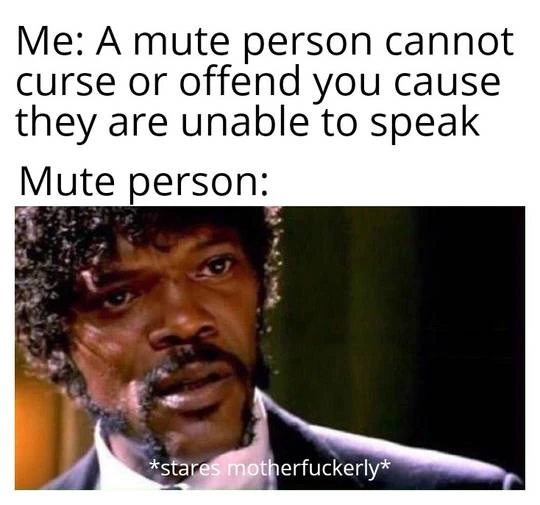 Me: A mute person cannot
curse or offend you cause
they are unable to speak
Mute person:
*stares motherfuckerly*